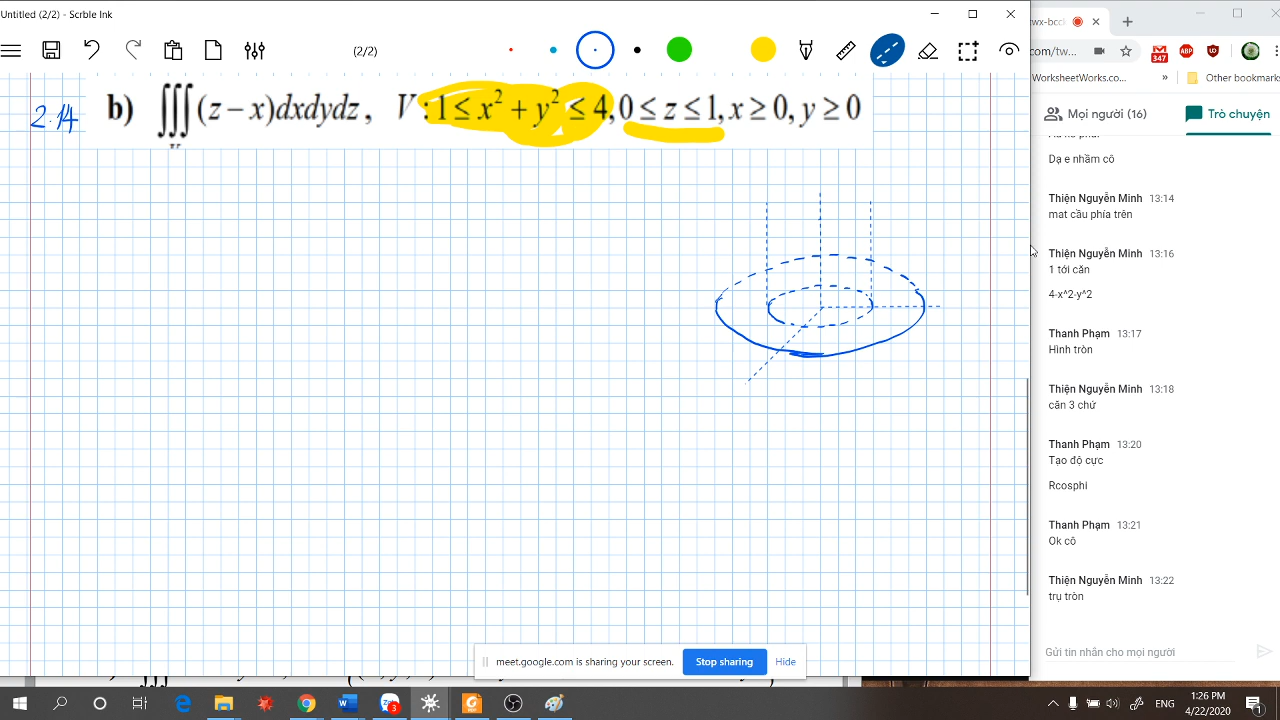 Untitled (2/2) - Scrble Ink
(2/2)
2.14 b) ∭(z − x)dxdydz, V : 1 ≤ x² + y² ≤ 4, 0 ≤ z ≤ 1, x ≥ 0, y ≥ 0
meet.google.com is sharing your screen. Stop sharing Hide
com/tw...
347
ABP
WorksheetWorks.co... » Other bookmark
Mọi người (16) Trò chuyện
Dạ e nhầm cô
Thiện Nguyễn Minh 13:14
mat cầu phía trên
Thiện Nguyễn Minh 13:16
1 tới căn
4-x^2-y^2
Thanh Phạm 13:17
Hình tròn
Thiện Nguyễn Minh 13:18
căn 3 chứ
Thanh Phạm 13:20
Tạo độ cực
Rcosphi
Thanh Phạm 13:21
Ok cô
Thiện Nguyễn Minh 13:22
trụ tròn
Gửi tin nhắn cho mọi người
1:26 PM
4/22/2020